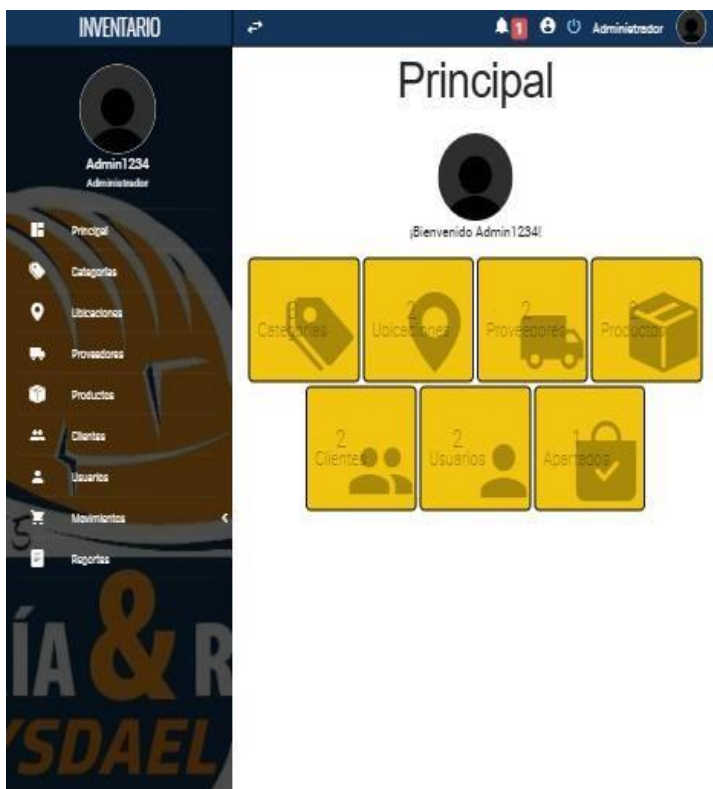 INVENTARIO
1
Administrador
Admin1234
Administrador
Principal
Categorías
Ubicaciones
Proveedores
Productos
Clientes
Usuarios
Movimientos
Reportes
ÍA & R
YSDAEL
Principal
¡Bienvenido Admin1234!
Categorías
2
Ubicaciones
2
Proveedores
Productos
2
Clientes
2
Usuarios
1
Apartados